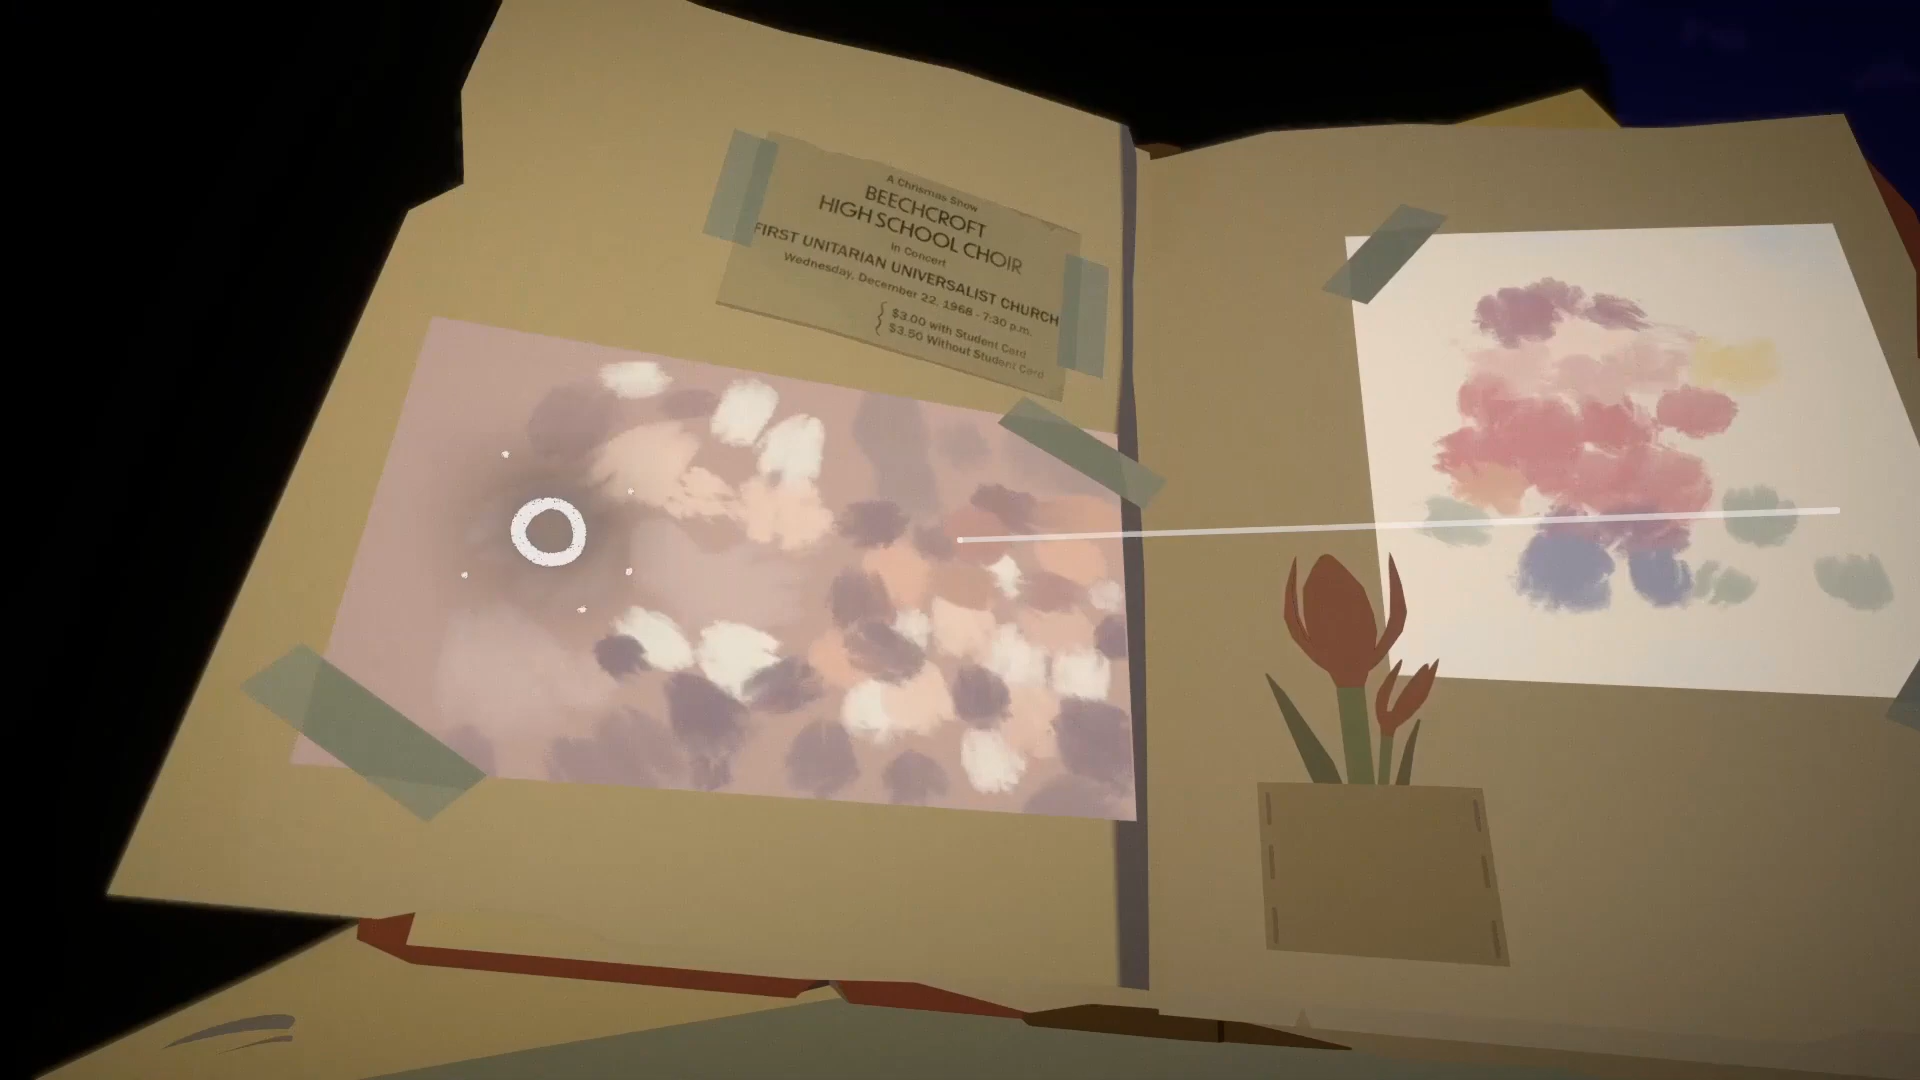 A Chrismas Show
BEECHCROFT
HIGH SCHOOL CHOIR
In Concert
FIRST UNITARIAN UNIVERSALIST CHURCH
Wednesday, December 22, 1968 - 7:30 p.m.
$3.00 with Student Card
$3.50 Without Student Card